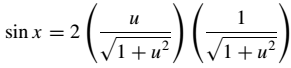 sin x = 2 ( u / √(1 + u²) ) ( 1 / √(1 + u²) )